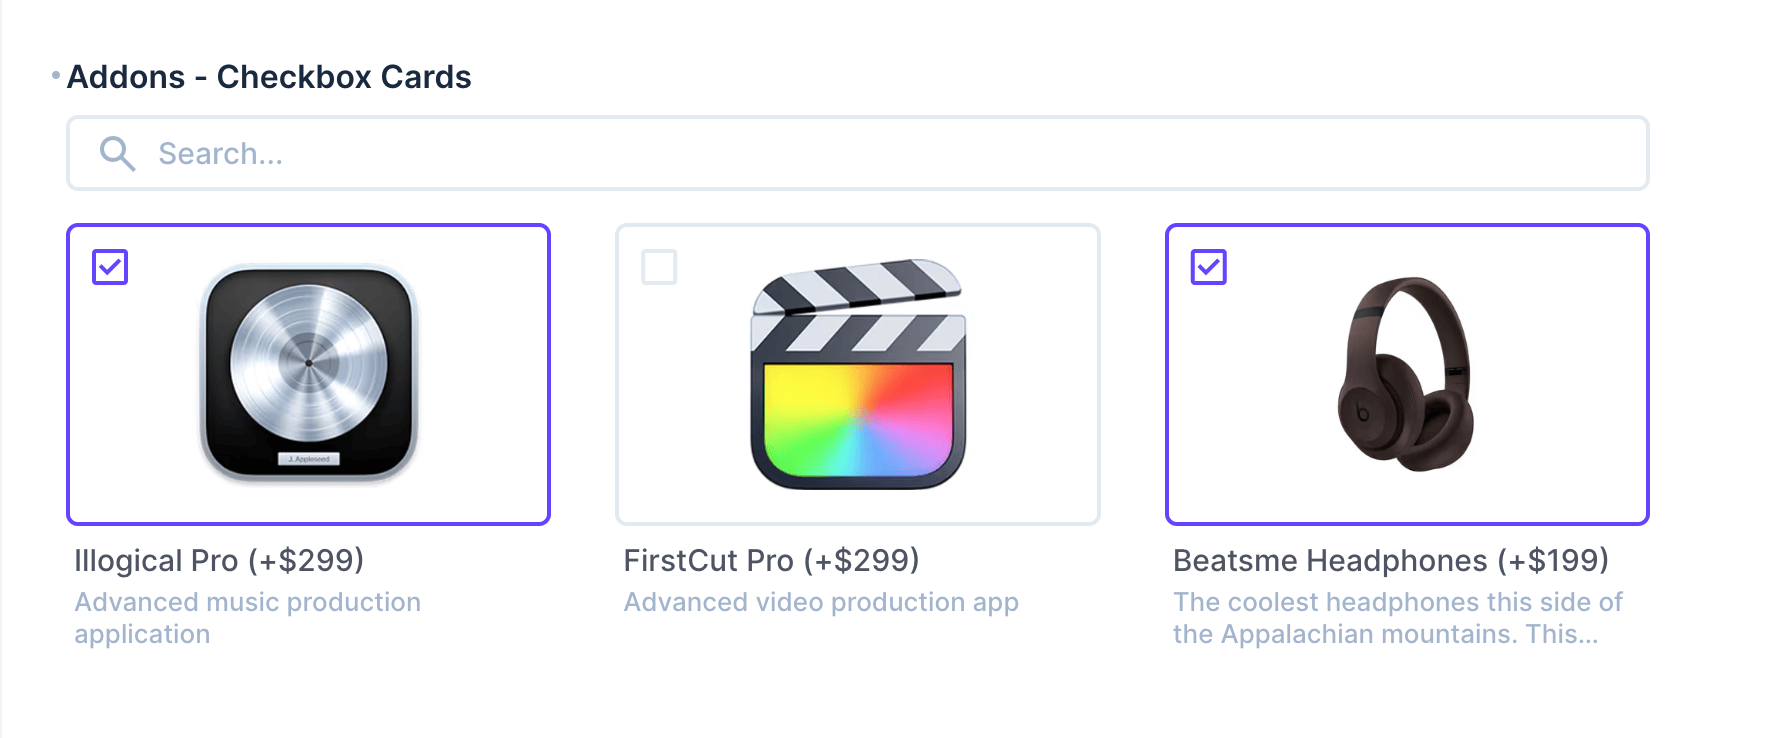 Addons - Checkbox Cards
Search...
J. Appleseed
Illogical Pro (+$299)
Advanced music production
application
FirstCut Pro (+$299)
Advanced video production app
Beatsme Headphones (+$199)
The coolest headphones this side of
the Appalachian mountains. This...